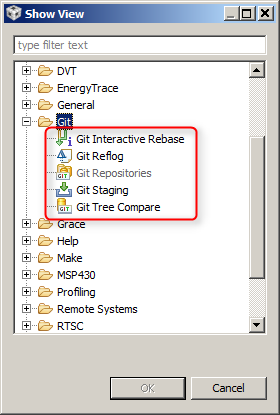 Show View
type filter text
DVT
EnergyTrace
General
Git
Git Interactive Rebase
Git Reflog
Git Repositories
Git Staging
Git Tree Compare
Grace
Help
Make
MSP430
Profiling
Remote Systems
RTSC
OK
Cancel